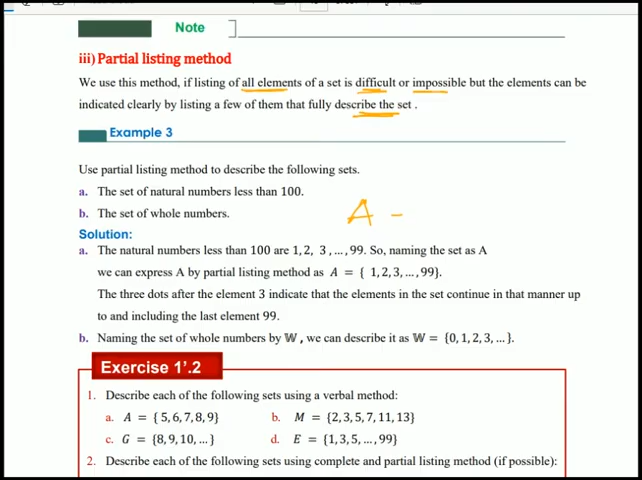 Note
iii) Partial listing method
We use this method, if listing of all elements of a set is difficult or impossible but the elements can be
indicated clearly by listing a few of them that fully describe the set .
Example 3
Use partial listing method to describe the following sets.
a. The set of natural numbers less than 100.
b. The set of whole numbers.
A -
Solution:
a. The natural numbers less than 100 are 1, 2, 3 , … , 99. So, naming the set as A
we can express A by partial listing method as A = { 1, 2, 3, … , 99}.
The three dots after the element 3 indicate that the elements in the set continue in that manner up
to and including the last element 99.
b. Naming the set of whole numbers by 𝕎 , we can describe it as 𝕎 = {0, 1, 2, 3, … }.
Exercise 1'.2
1. Describe each of the following sets using a verbal method:
a. A = { 5, 6, 7, 8, 9} b. M = {2, 3, 5, 7, 11, 13}
c. G = {8, 9, 10, … } d. E = {1, 3, 5, … , 99}
2. Describe each of the following sets using complete and partial listing method (if possible):